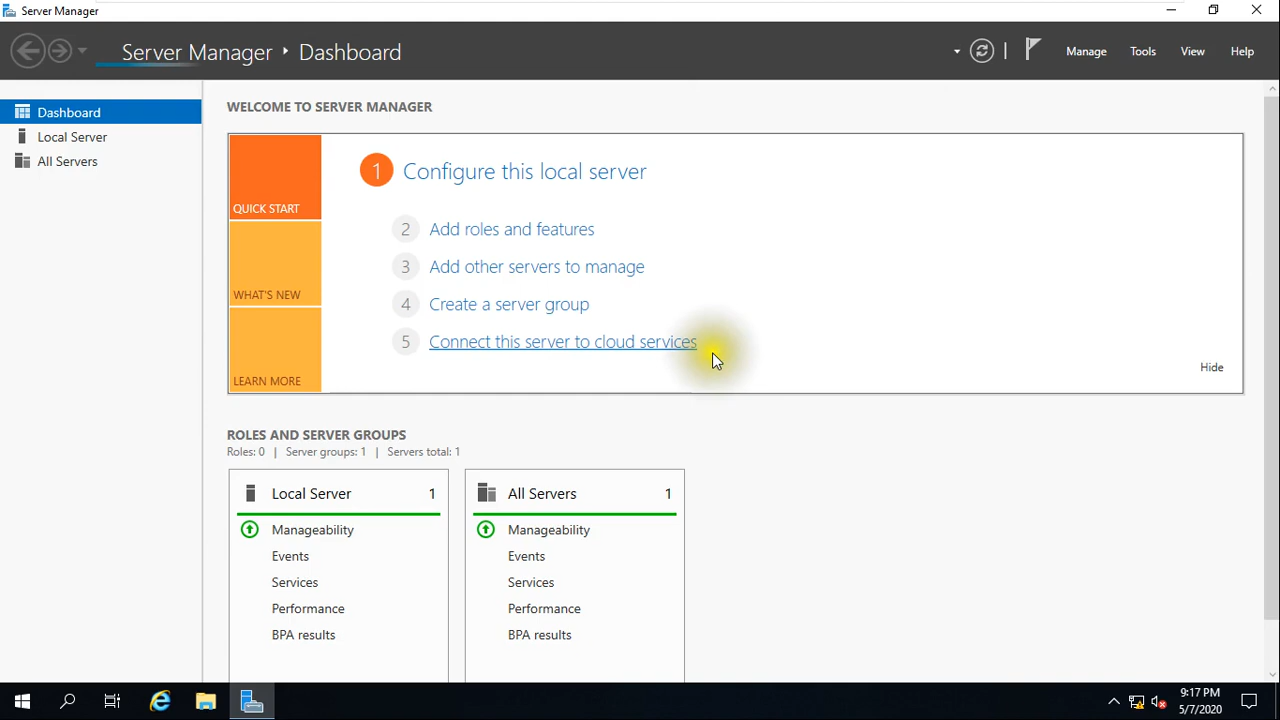 Server Manager
Server Manager ‣ Dashboard
Manage Tools View Help
Dashboard
Local Server
All Servers
WELCOME TO SERVER MANAGER
QUICK START
WHAT'S NEW
LEARN MORE
1 Configure this local server
2 Add roles and features
3 Add other servers to manage
4 Create a server group
5 Connect this server to cloud services
Hide
ROLES AND SERVER GROUPS
Roles: 0 | Server groups: 1 | Servers total: 1
Local Server 1
Manageability
Events
Services
Performance
BPA results
All Servers 1
Manageability
Events
Services
Performance
BPA results
9:17 PM
5/7/2020